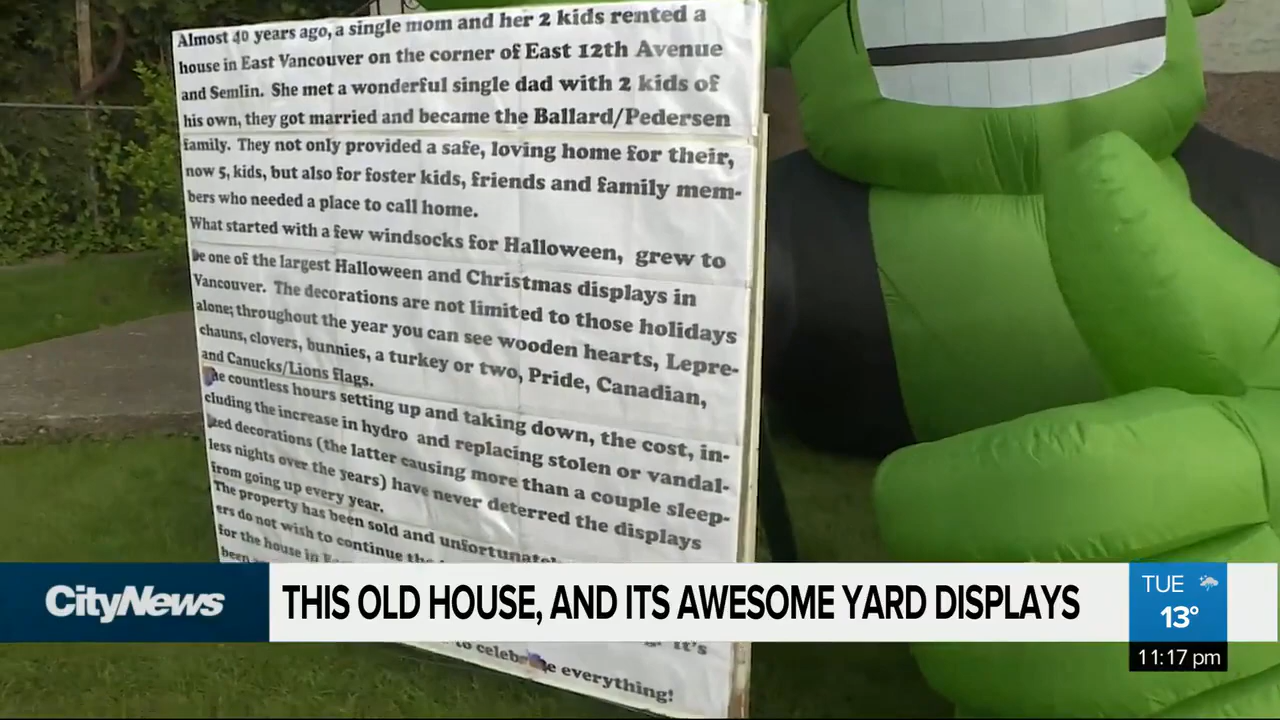 Almost 40 years ago, a single mom and her 2 kids rented a
house in East Vancouver on the corner of East 12th Avenue
and Semlin. She met a wonderful single dad with 2 kids of
his own, they got married and became the Ballard/Pedersen
family. They not only provided a safe, loving home for their,
now 5, kids, but also for foster kids, friends and family mem-
bers who needed a place to call home.
What started with a few windsocks for Halloween, grew to
be one of the largest Halloween and Christmas displays in
Vancouver. The decorations are not limited to those holidays
alone; throughout the year you can see wooden hearts, Lepre-
chauns, clovers, bunnies, a turkey or two, Pride, Canadian,
and Canucks/Lions flags.
countless hours setting up and taking down, the cost, in-
cluding the increase in hydro and replacing stolen or vandal-
ized decorations (the latter causing more than a couple sleep-
less nights over the years) have never deterred the displays
from going up every year.
The property has been sold and
ers do not wish to continue the
for the house in
been
it's
to celebrate everything!
CityNews
THIS OLD HOUSE, AND ITS AWESOME YARD DISPLAYS
TUE
13°
11:17 pm